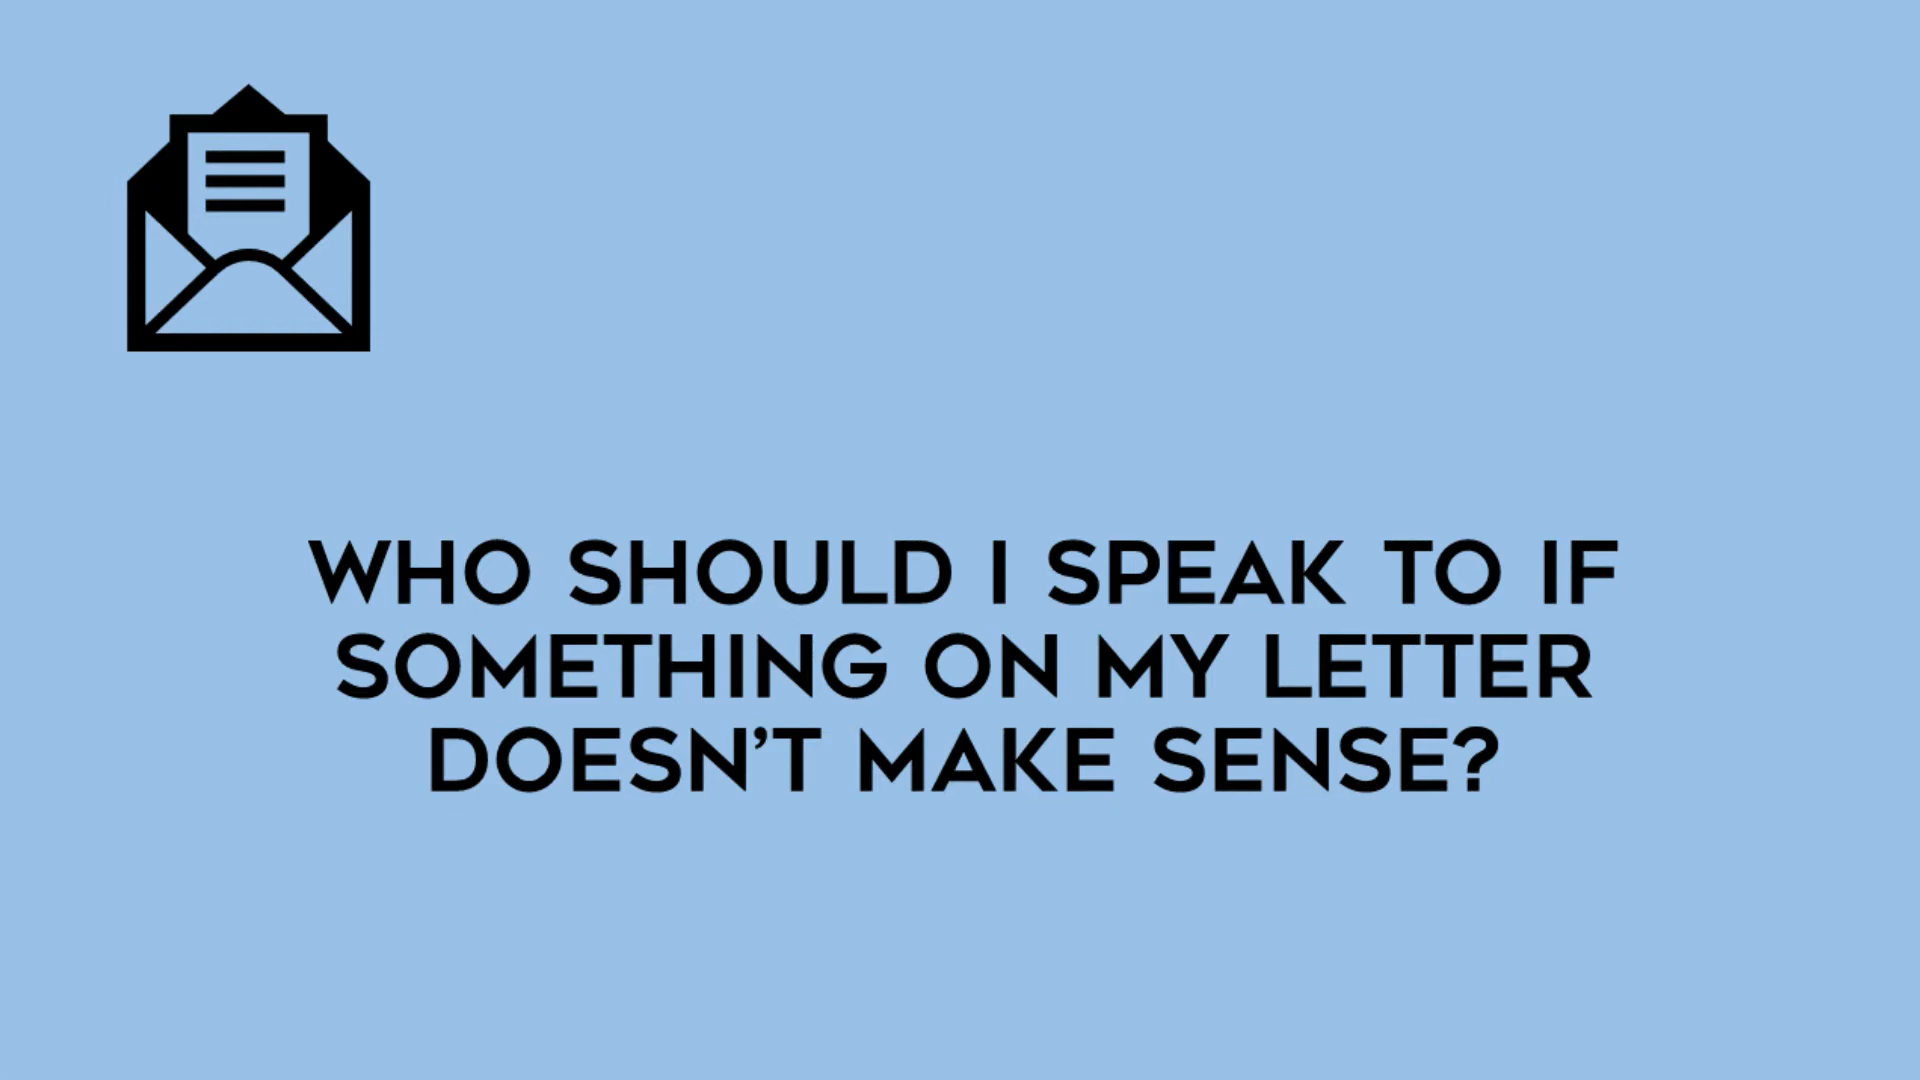 WHO SHOULD I SPEAK TO IF
SOMETHING ON MY LETTER
DOESN’T MAKE SENSE?